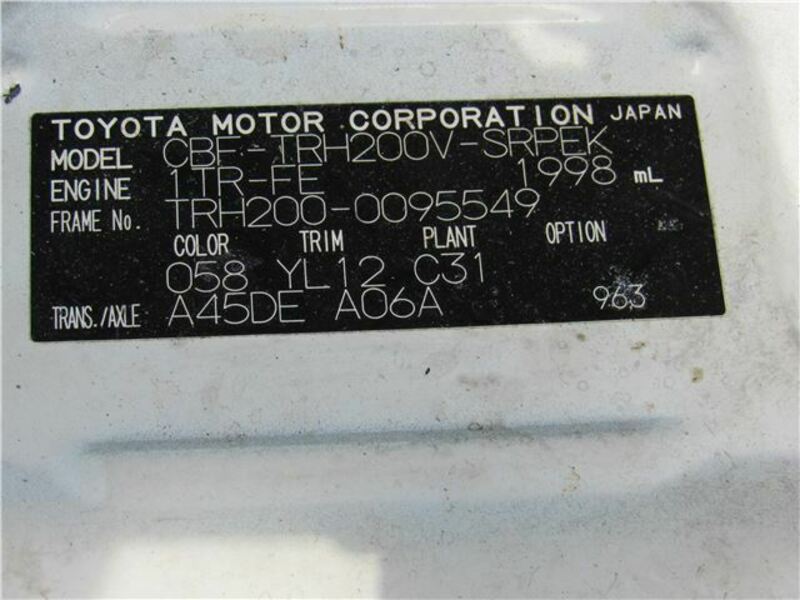 TOYOTA MOTOR CORPORATION JAPAN
MODEL CBF-TRH200V-SRPEK
ENGINE 1TR-FE 1998 mL
FRAME No. TRH200-0095549
COLOR TRIM PLANT OPTION
058 YL12 C31
TRANS./AXLE A45DE A06A 963